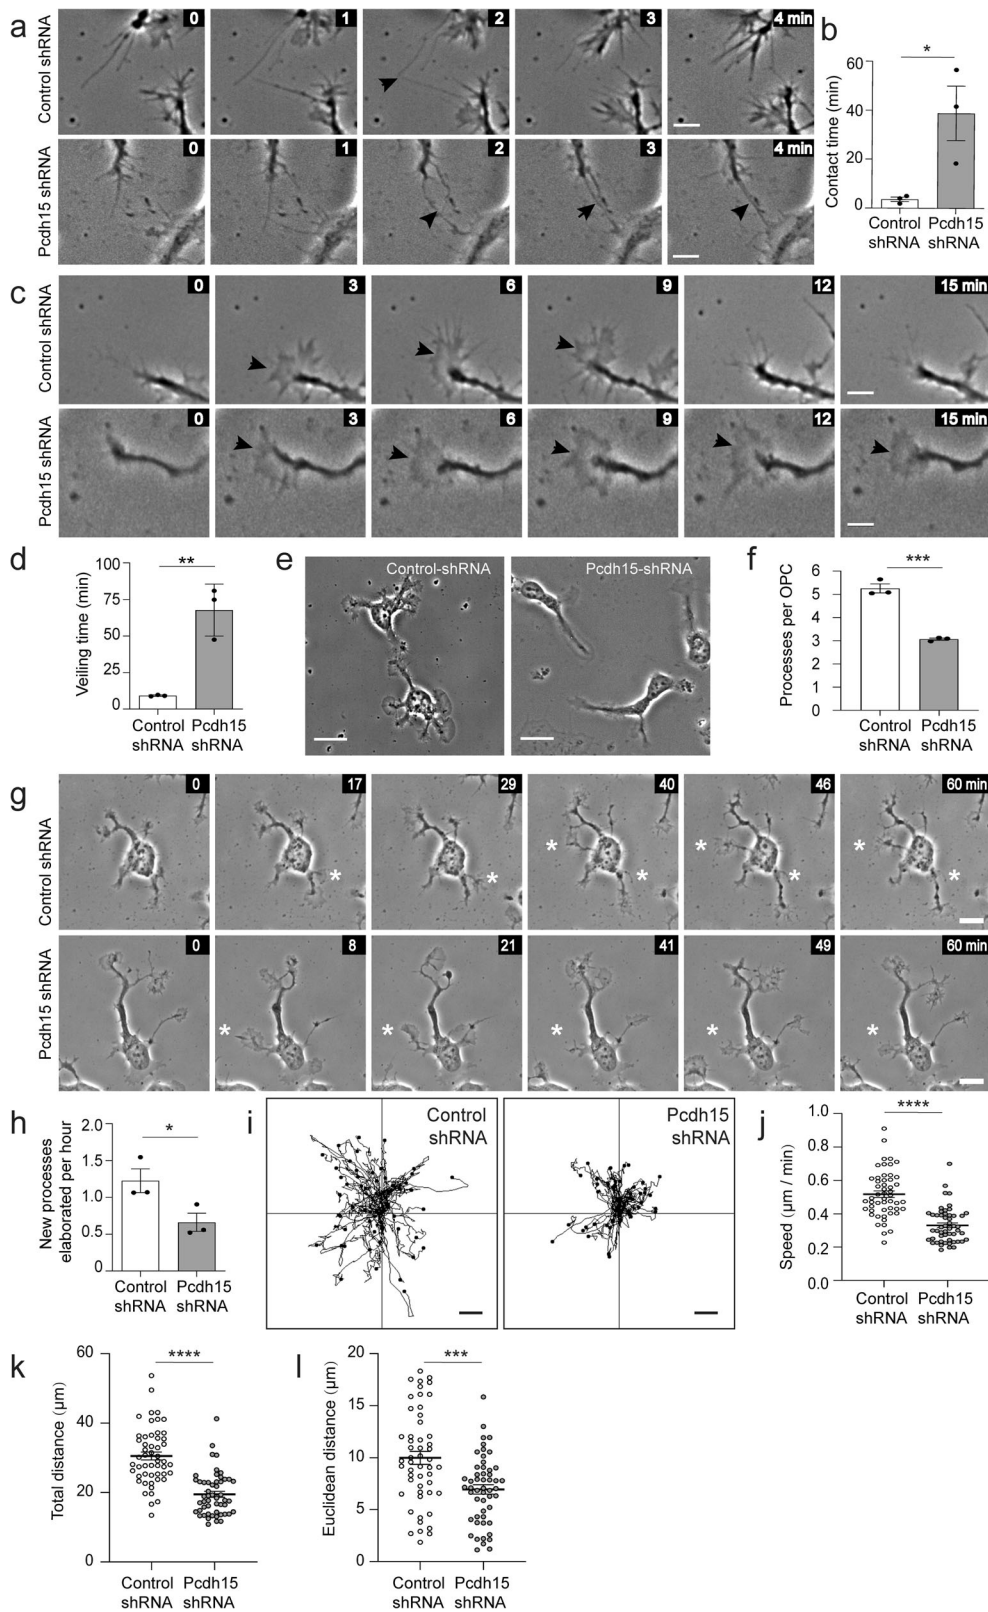 a
Control shRNA
0
1
2
3
4 min
Pcdh15 shRNA
0
1
2
3
4 min
b
*
Contact time (min)
60
40
20
0
Control
shRNA
Pcdh15
shRNA
c
Control shRNA
0
3
6
9
12
15 min
Pcdh15 shRNA
0
3
6
9
12
15 min
d
**
Veiling time (min)
100
75
50
25
0
Control
shRNA
Pcdh15
shRNA
e
Control-shRNA
Pcdh15-shRNA
f
***
Processes per OPC
6
5
4
3
2
1
0
Control
shRNA
Pcdh15
shRNA
g
Control shRNA
0
17
29
40
46
60 min
*
*
*
*
*
*
*
*
Pcdh15 shRNA
0
8
21
41
49
60 min
*
*
*
*
*
h
*
New processes
elaborated per hour
2.0
1.5
1.0
0.5
0
Control
shRNA
Pcdh15
shRNA
i
Control
shRNA
Pcdh15
shRNA
j
****
Speed (μm / min)
1.0
0.8
0.6
0.4
0.2
0.0
Control
shRNA
Pcdh15
shRNA
k
****
Total distance (μm)
60
40
20
0
Control
shRNA
Pcdh15
shRNA
l
***
Euclidean distance (μm)
20
15
10
5
0
Control
shRNA
Pcdh15
shRNA